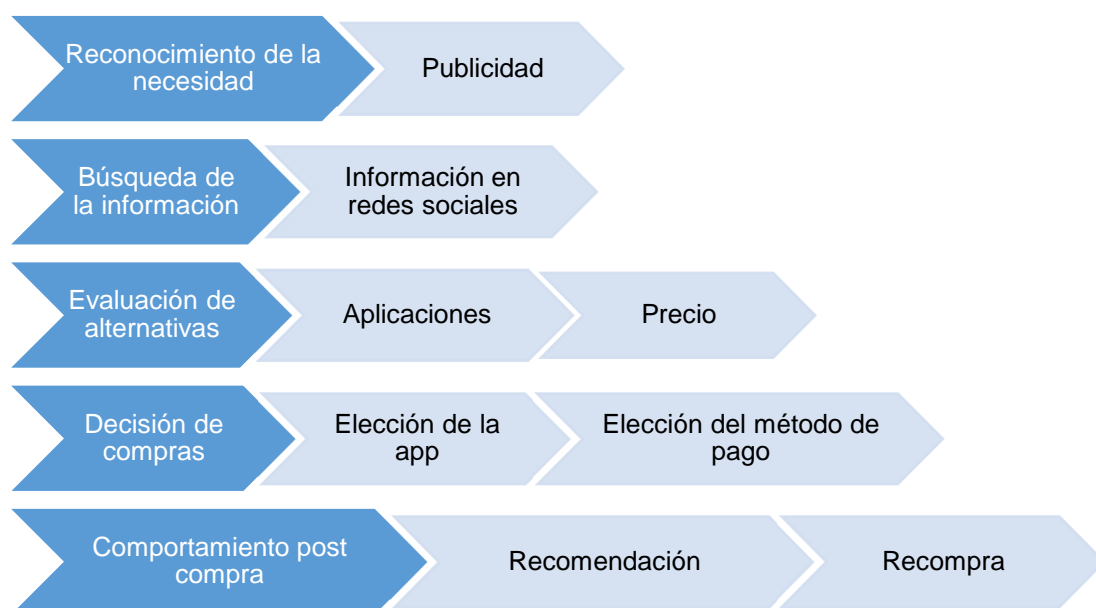 Reconocimiento de la
necesidad
Publicidad
Búsqueda de
la información
Información en
redes sociales
Evaluación de
alternativas
Aplicaciones
Precio
Decisión de
compras
Elección de la
app
Elección del método de
pago
Comportamiento post
compra
Recomendación
Recompra